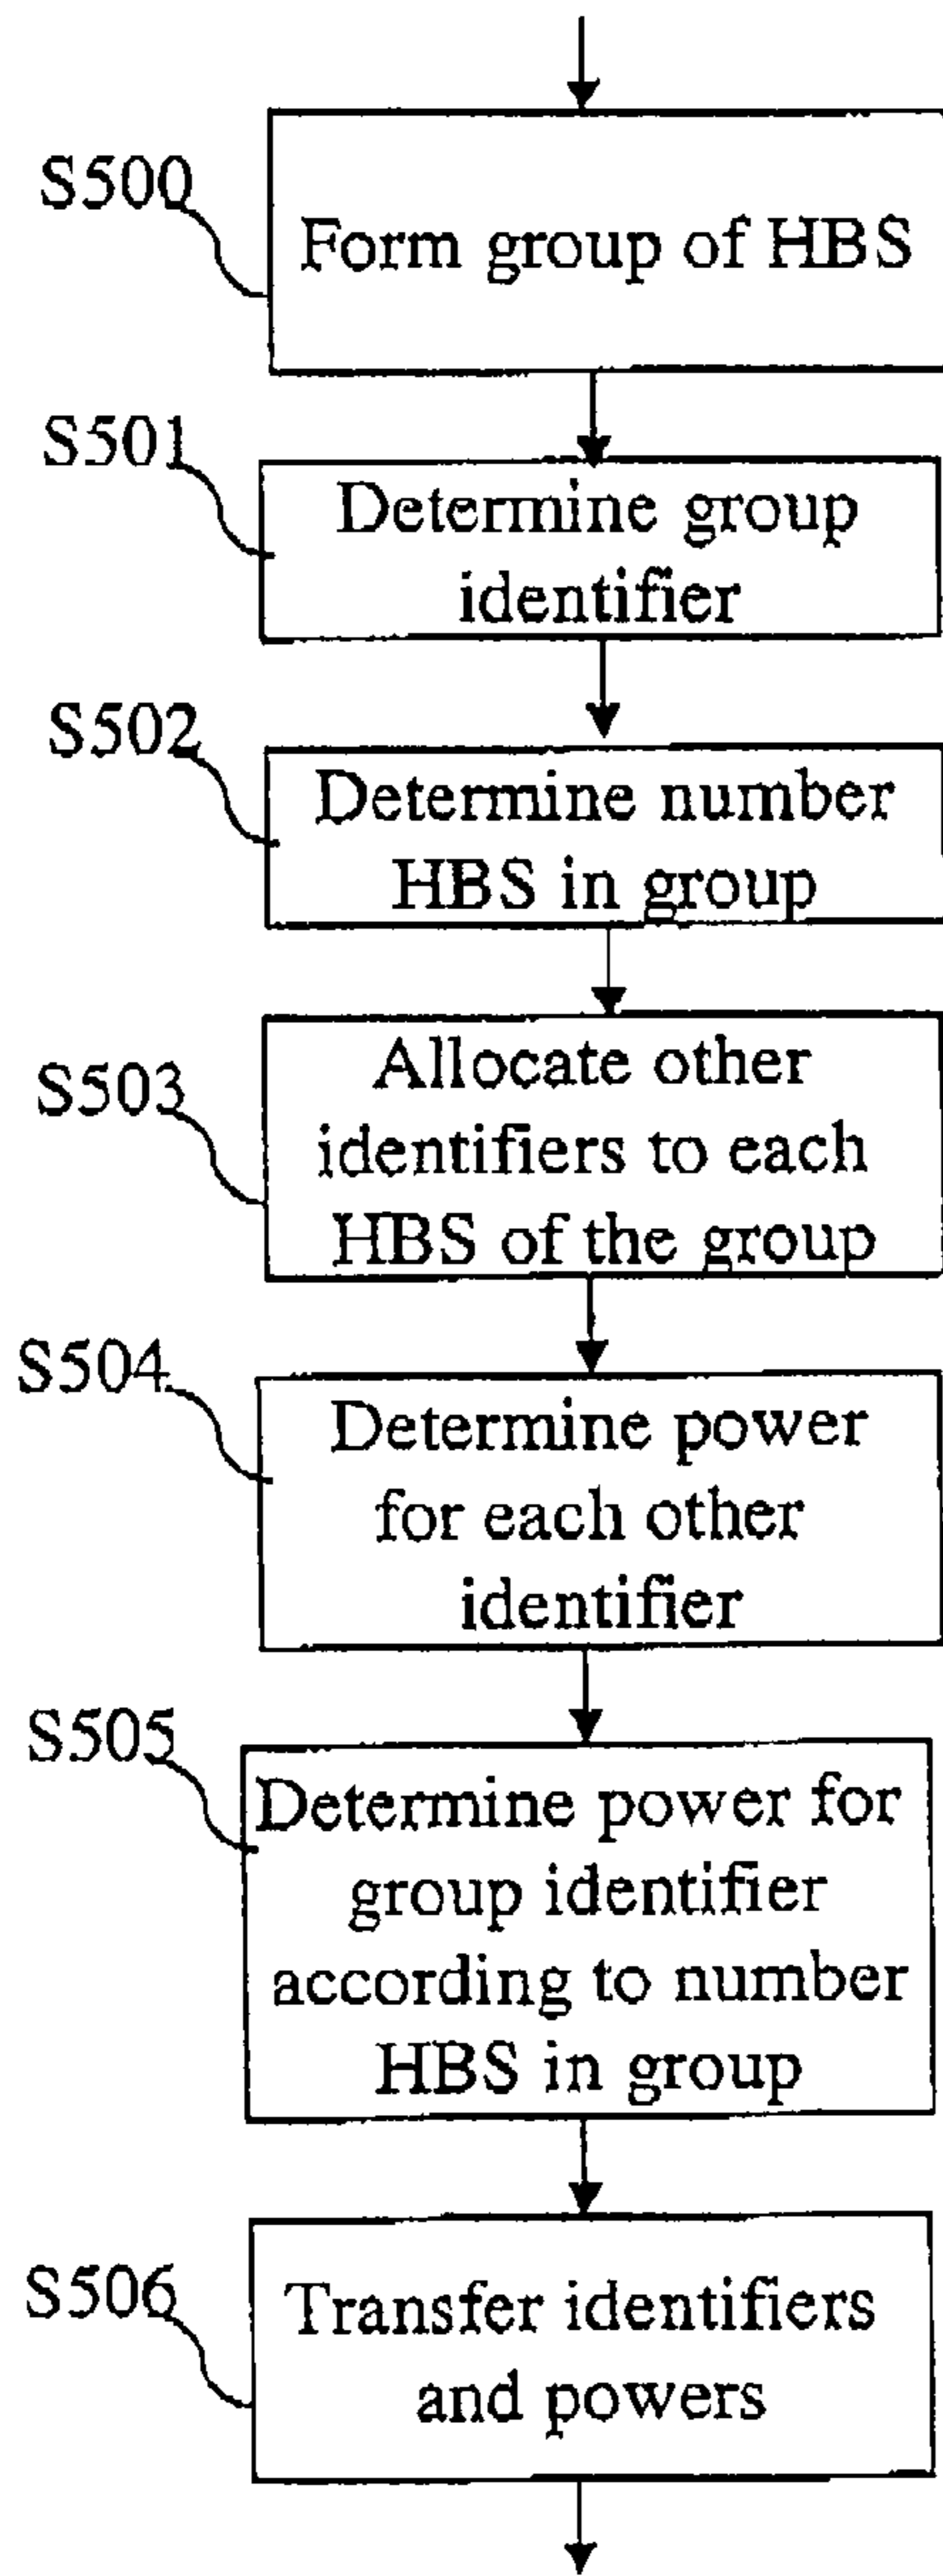 S500
Form group of HBS
S501
Determine group
identifier
S502
Determine number
HBS in group
S503
Allocate other
identifiers to each
HBS of the group
S504
Determine power
for each other
identifier
S505
Determine power for
group identifier
according to number
HBS in group
S506
Transfer identifiers
and powers